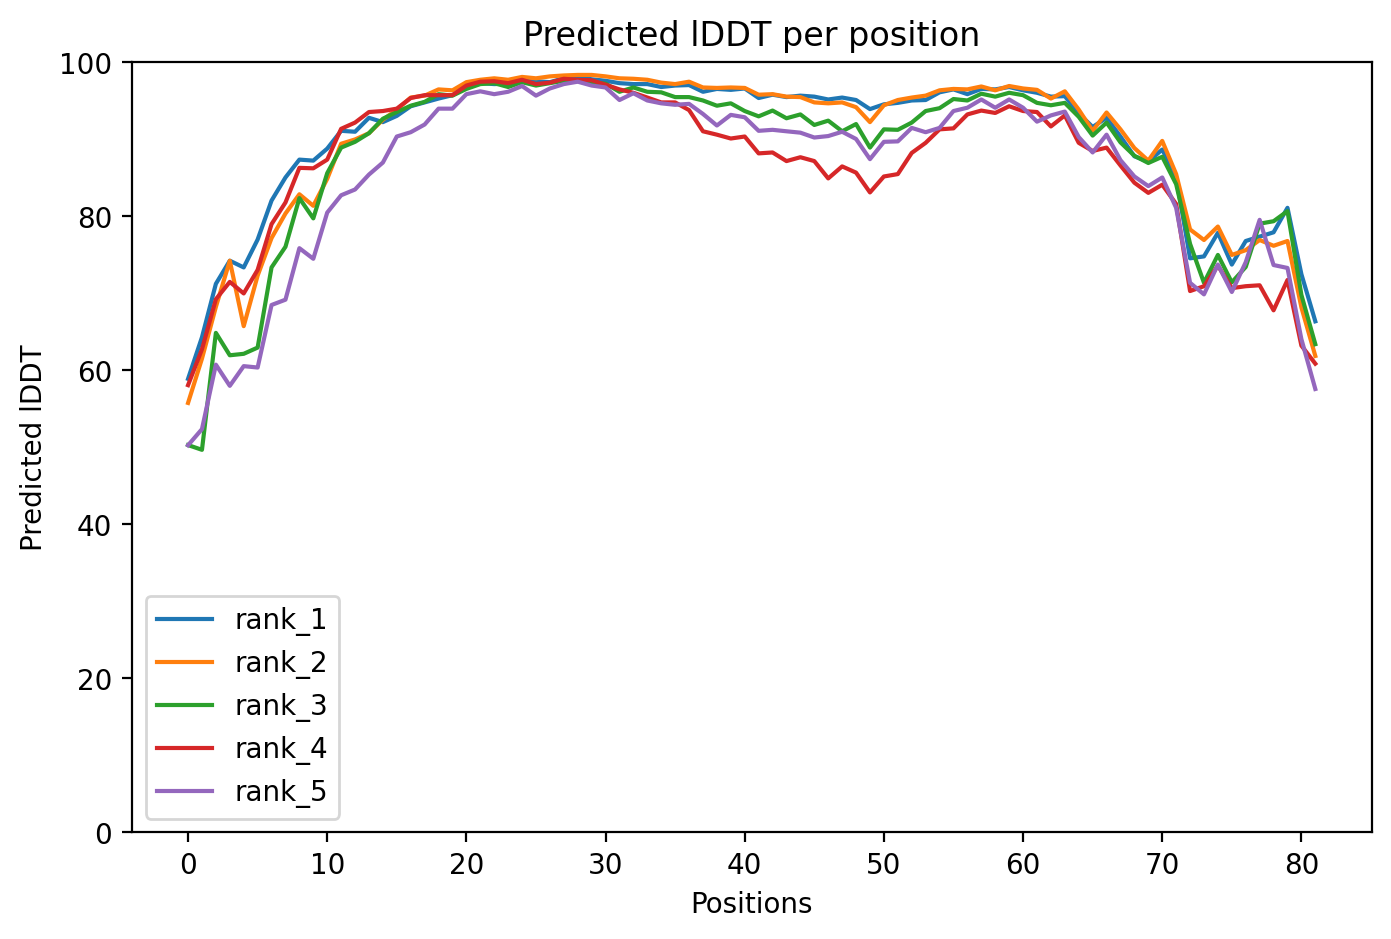 Predicted lDDT per position
100
80
60
40
20
0
Predicted lDDT
rank_1
rank_2
rank_3
rank_4
rank_5
0 10 20 30 40 50 60 70 80
Positions